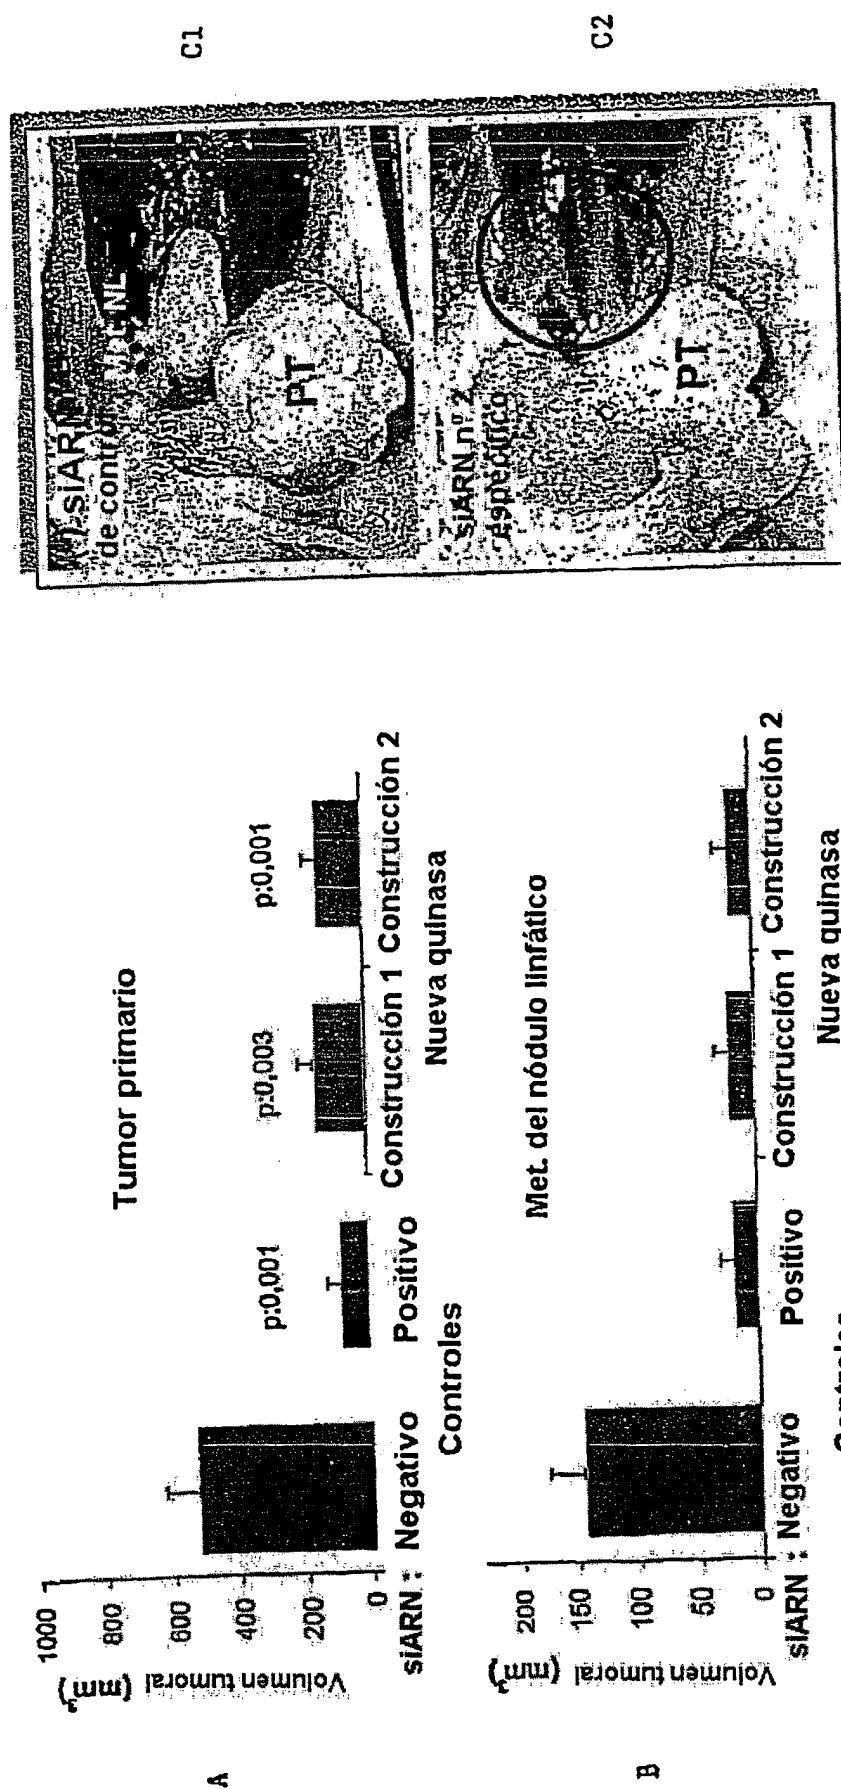 A
Tumor primario
Volumen tumoral
(mm³)
1000
800
600
400
200
0
p:0,001
p:0,003
p:0,001
siARN : Negativo Positivo Construcción 1 Construcción 2
Controles Nueva quinasa
B
Met. del nódulo linfático
Volumen tumoral
(mm³)
200
150
100
50
0
siARN : Negativo Positivo Construcción 1 Construcción 2
Controles Nueva quinasa
siARN
de control
PT
C1
siARN nº 2
específico
PT
C2